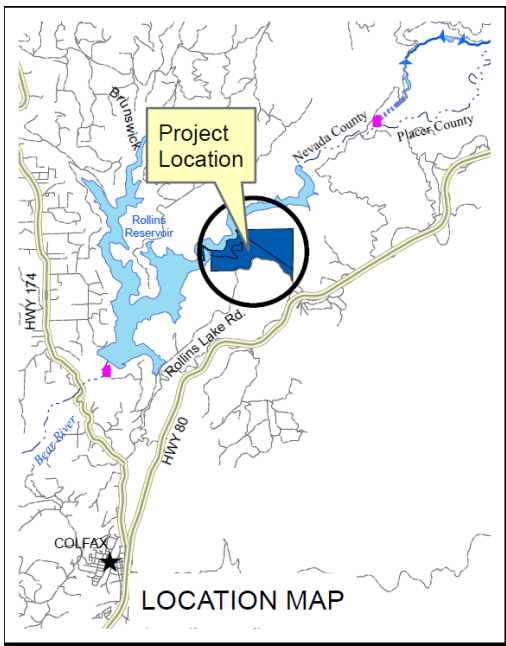 Brunswick
Project
Location
Nevada County
Placer County
Rollins
Reservoir
HWY 174
Rollins Lake Rd.
Bear River
HWY 80
COLFAX
LOCATION MAP